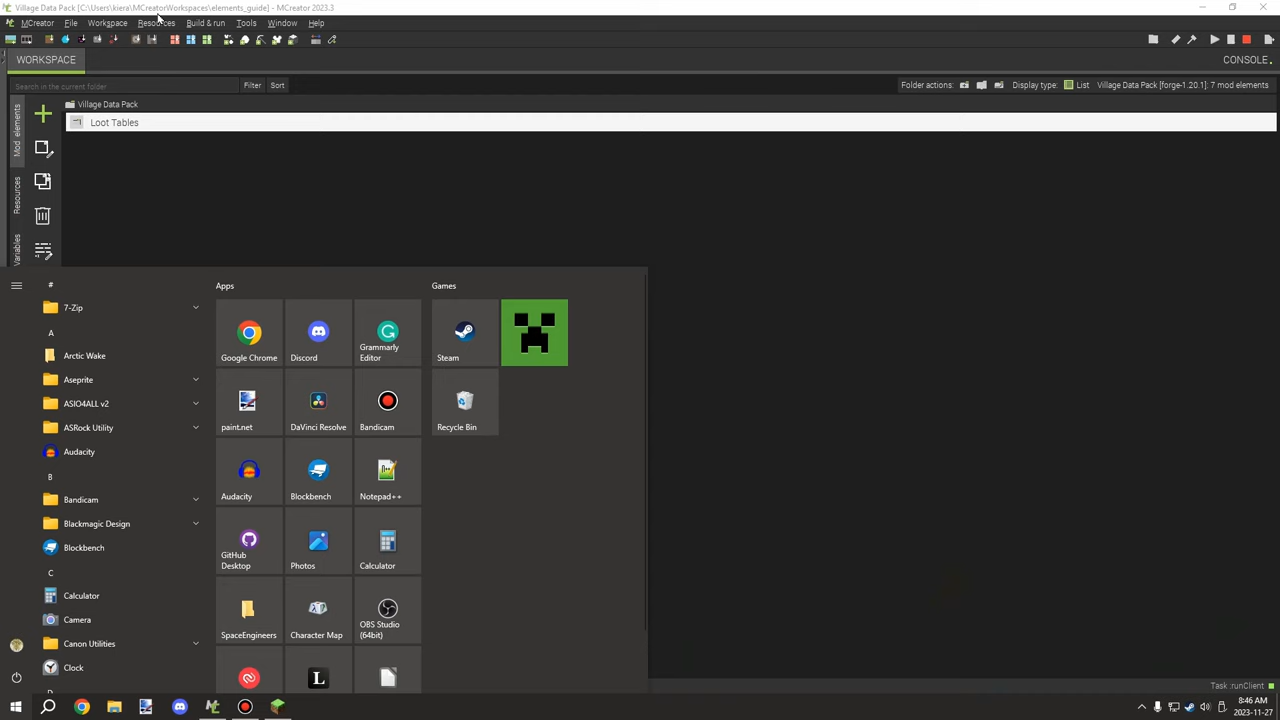 Village Data Pack [C:\Users\kiera\MCreatorWorkspaces\elements_guide] - MCreator 2023.3
MCreator File Workspace Resources Build & run Tools Window Help
WORKSPACE
CONSOLE
Search in the current folder
Filter
Sort
Folder actions:
Display type:
List
Village Data Pack [forge-1.20.1]: 7 mod elements
Village Data Pack
Loot Tables
Mod elements
Resources
Variables
#
7-Zip
A
Arctic Wake
Aseprite
ASIO4ALL v2
ASRock Utility
Audacity
B
Bandicam
Blackmagic Design
Blockbench
C
Calculator
Camera
Canon Utilities
Clock
Apps
Google Chrome
Discord
Grammarly
Editor
paint.net
DaVinci Resolve
Bandicam
Audacity
Blockbench
Notepad++
GitHub
Desktop
Photos
Calculator
SpaceEngineers
Character Map
OBS Studio
(64bit)
L
Games
Steam
Recycle Bin
Task :runClient
8:46 AM
2023-11-27